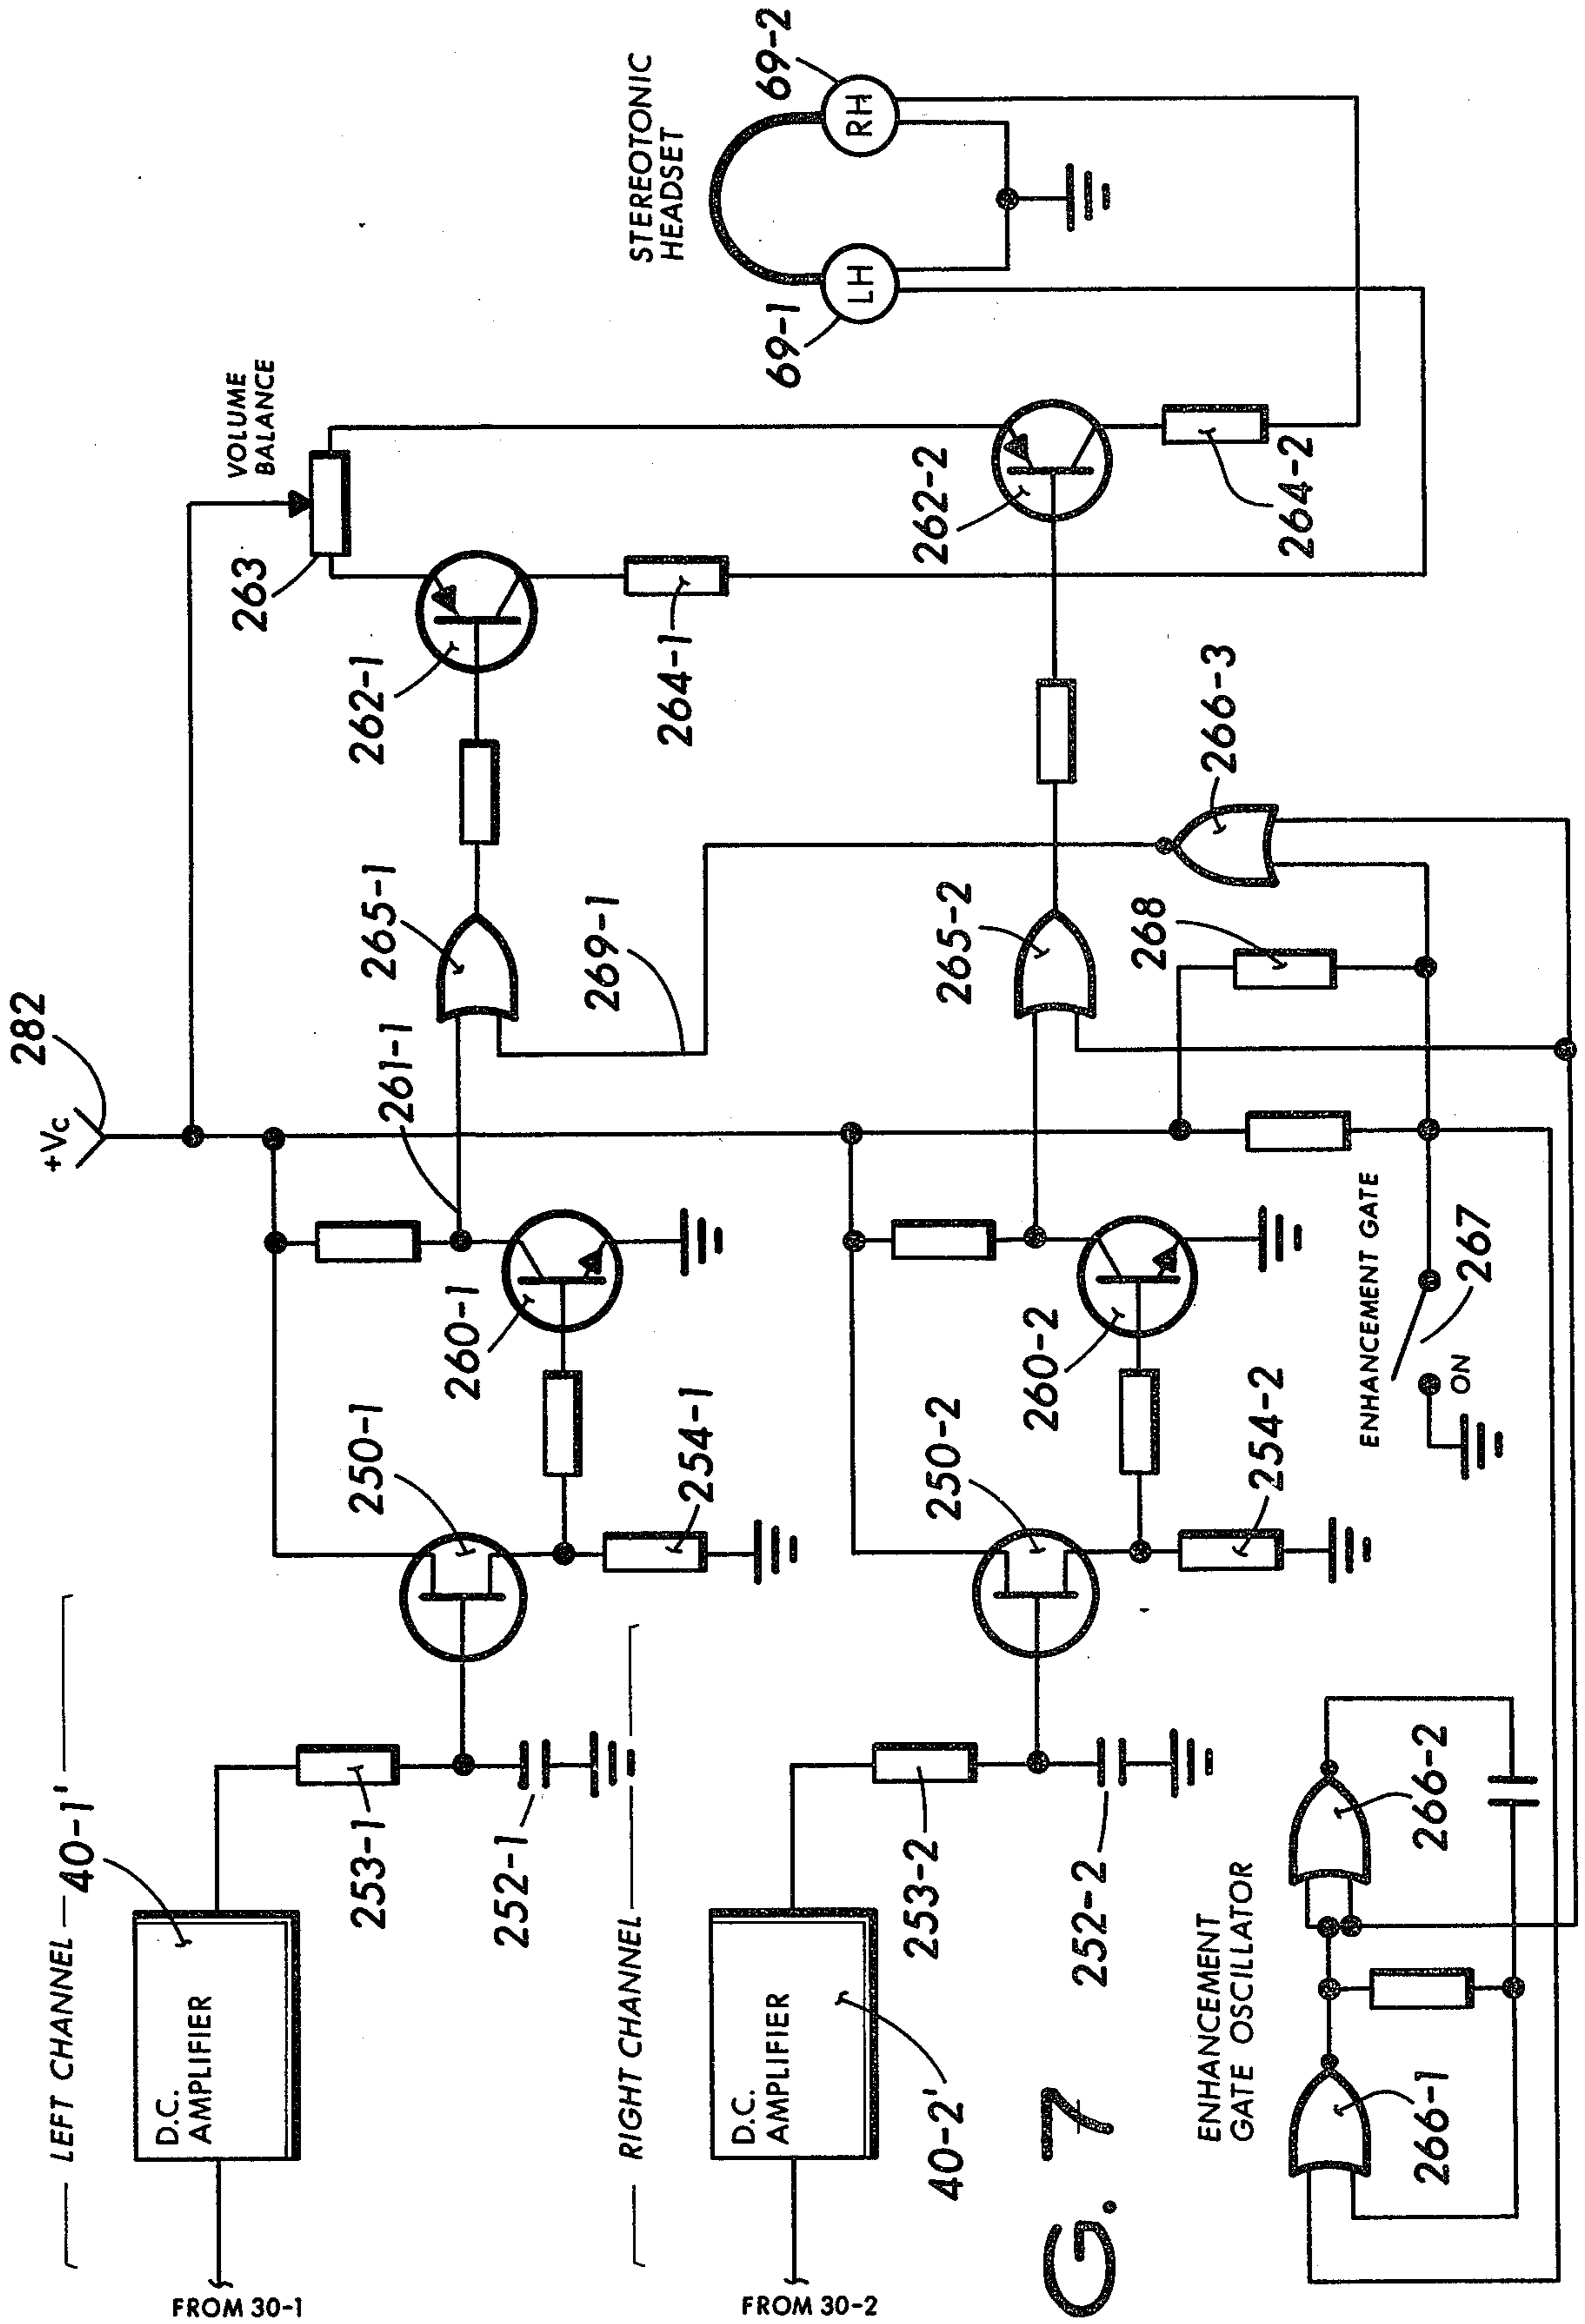 +Vc
282
VOLUME
BALANCE
263
LEFT CHANNEL
40-1'
D.C.
AMPLIFIER
FROM 30-1
253-1
252-1
250-1
254-1
260-1
261-1
265-1
269-1
262-1
264-1
STEREOTONIC
HEADSET
69-1
LH
RH
69-2
RIGHT CHANNEL
D.C.
AMPLIFIER
40-2'
FROM 30-2
253-2
252-2
250-2
254-2
260-2
265-2
262-2
264-2
268
266-3
ENHANCEMENT GATE
ON
267
ENHANCEMENT
GATE OSCILLATOR
266-1
266-2
G. 7